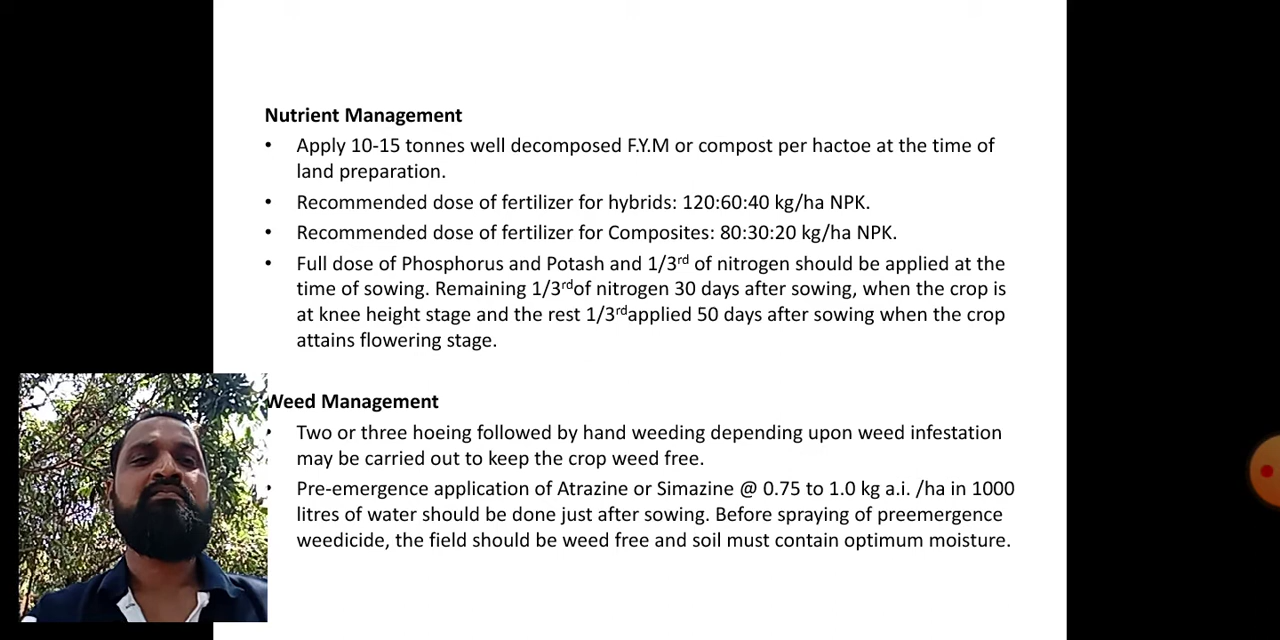 Nutrient Management
• Apply 10-15 tonnes well decomposed F.Y.M or compost per hactoe at the time of
land preparation.
• Recommended dose of fertilizer for hybrids: 120:60:40 kg/ha NPK.
• Recommended dose of fertilizer for Composites: 80:30:20 kg/ha NPK.
• Full dose of Phosphorus and Potash and 1/3rd of nitrogen should be applied at the
time of sowing. Remaining 1/3rdof nitrogen 30 days after sowing, when the crop is
at knee height stage and the rest 1/3rdapplied 50 days after sowing when the crop
attains flowering stage.
Weed Management
• Two or three hoeing followed by hand weeding depending upon weed infestation
may be carried out to keep the crop weed free.
• Pre-emergence application of Atrazine or Simazine @ 0.75 to 1.0 kg a.i. /ha in 1000
litres of water should be done just after sowing. Before spraying of preemergence
weedicide, the field should be weed free and soil must contain optimum moisture.